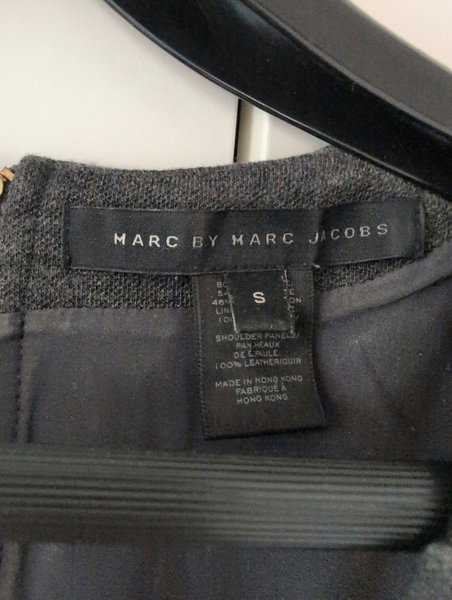 MARC BY MARC JACOBS
S
SHOULDER PANELS/
PANNEAUX
DE ÉPAULE
100% LEATHER/CUIR
MADE IN HONG KONG
FABRIQUÉ À
HONG KONG